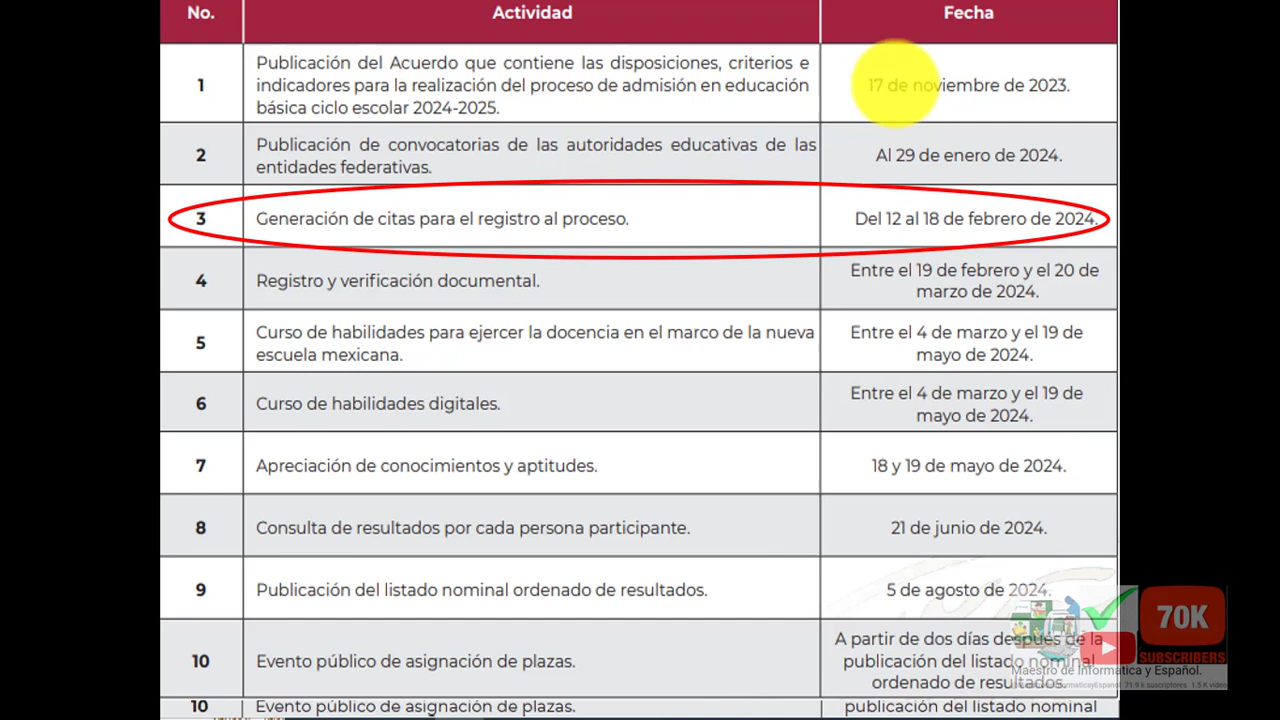 No. Actividad Fecha
1 Publicación del Acuerdo que contiene las disposiciones, criterios e
indicadores para la realización del proceso de admisión en educación
básica ciclo escolar 2024-2025.
17 de noviembre de 2023.
2 Publicación de convocatorias de las autoridades educativas de las
entidades federativas.
Al 29 de enero de 2024.
3 Generación de citas para el registro al proceso. Del 12 al 18 de febrero de 2024.
4 Registro y verificación documental.
Entre el 19 de febrero y el 20 de
marzo de 2024.
5 Curso de habilidades para ejercer la docencia en el marco de la nueva
escuela mexicana.
Entre el 4 de marzo y el 19 de
mayo de 2024.
6 Curso de habilidades digitales.
Entre el 4 de marzo y el 19 de
mayo de 2024.
7 Apreciación de conocimientos y aptitudes. 18 y 19 de mayo de 2024.
8 Consulta de resultados por cada persona participante. 21 de junio de 2024.
9 Publicación del listado nominal ordenado de resultados. 5 de agosto de 2024.
10 Evento público de asignación de plazas.
A partir de dos días después de la
publicación del listado nominal
ordenado de resultados.
10 Evento público de asignación de plazas. publicación del listado nominal
70K
SUBSCRIBERS
Maestro de Informática y Español.
71.9 k suscriptores 1.5 K videos